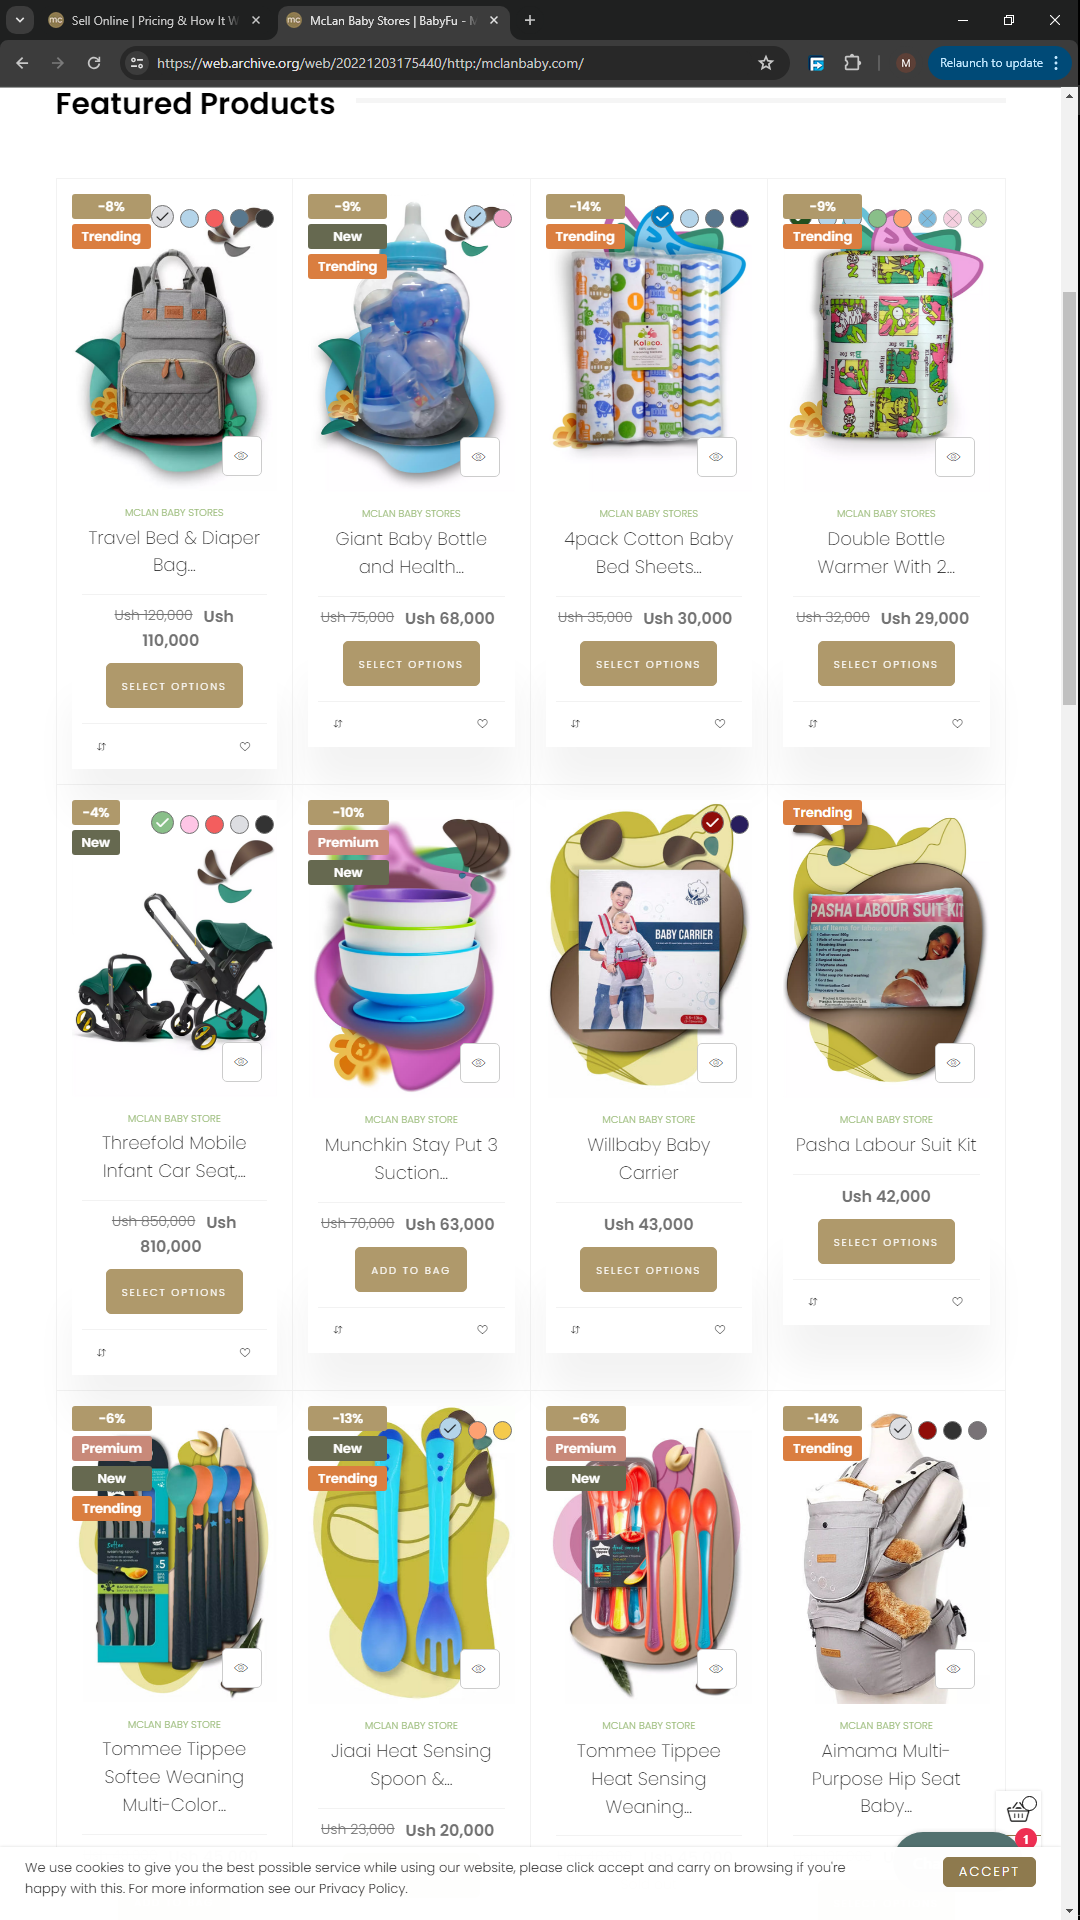 Sell Online | Pricing & How It W
McLan Baby Stores | BabyFu - M
https://web.archive.org/web/20221203175440/http:/mclanbaby.com/
M
Relaunch to update
Featured Products
-8%
Trending
-9%
New
Trending
-14%
Trending
Kolaco.
-9%
Trending
MCLAN BABY STORES
Travel Bed & Diaper
Bag...
Ush 120,000 Ush
110,000
SELECT OPTIONS
MCLAN BABY STORES
Giant Baby Bottle
and Health...
Ush 75,000 Ush 68,000
SELECT OPTIONS
MCLAN BABY STORES
4pack Cotton Baby
Bed Sheets...
Ush 35,000 Ush 30,000
SELECT OPTIONS
MCLAN BABY STORES
Double Bottle
Warmer With 2...
Ush 32,000 Ush 29,000
SELECT OPTIONS
-4%
New
-10%
Premium
New
WILLBABY
BABY CARRIER
Trending
PASHA LABOUR SUIT KIT
MCLAN BABY STORE
Threefold Mobile
Infant Car Seat,...
Ush 850,000 Ush
810,000
SELECT OPTIONS
MCLAN BABY STORE
Munchkin Stay Put 3
Suction...
Ush 70,000 Ush 63,000
ADD TO BAG
MCLAN BABY STORE
Willbaby Baby
Carrier
Ush 43,000
SELECT OPTIONS
MCLAN BABY STORE
Pasha Labour Suit Kit
Ush 42,000
SELECT OPTIONS
-6%
Premium
New
Trending
x5
-13%
New
Trending
-6%
Premium
New
-14%
Trending
MCLAN BABY STORE
Tommee Tippee
Softee Weaning
Multi-Color...
MCLAN BABY STORE
Jiaai Heat Sensing
Spoon &...
Ush 23,000 Ush 20,000
MCLAN BABY STORE
Tommee Tippee
Heat Sensing
Weaning...
MCLAN BABY STORE
Aimama Multi-
Purpose Hip Seat
Baby...
1
We use cookies to give you the best possible service while using our website, please click accept and carry on browsing if you're
happy with this. For more information see our Privacy Policy.
ACCEPT